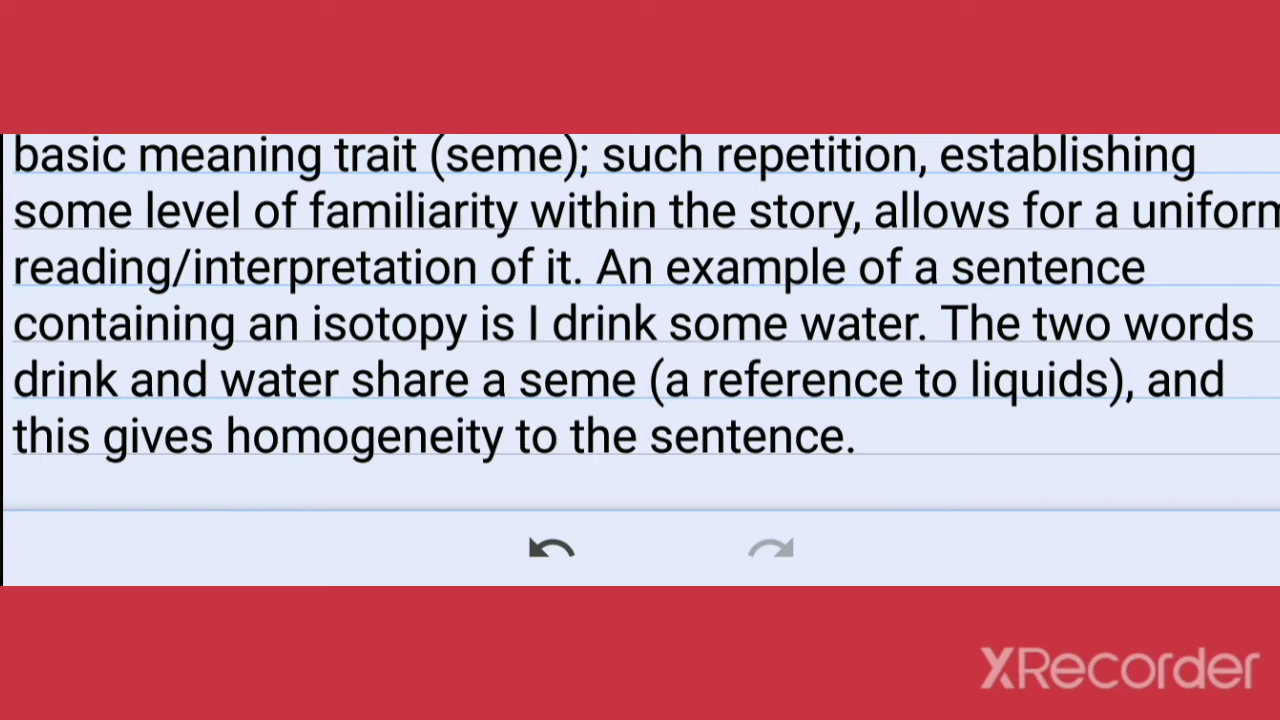 basic meaning trait (seme); such repetition, establishing
some level of familiarity within the story, allows for a uniform
reading/interpretation of it. An example of a sentence
containing an isotopy is I drink some water. The two words
drink and water share a seme (a reference to liquids), and
this gives homogeneity to the sentence.
XRecorder